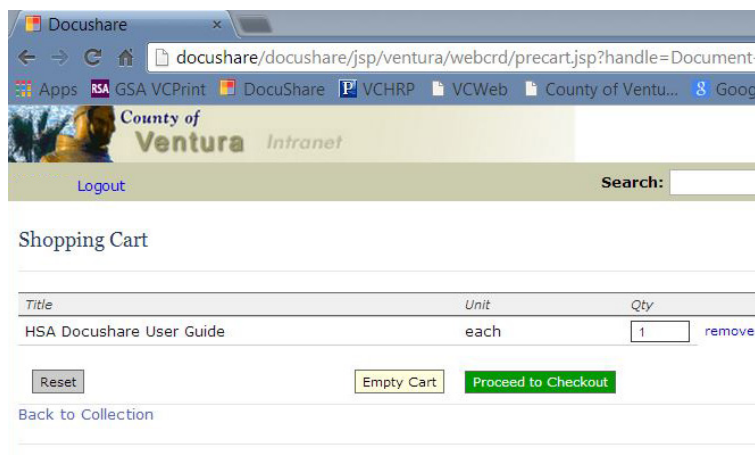 Docushare
docushare/docushare/jsp/ventura/webcrd/precart.jsp?handle=Document-
Apps RSA GSA VCPrint DocuShare P VCHRP VCWeb County of Ventu... 8 Goog
County of
Ventura Intranet
Logout Search:
Shopping Cart
Title Unit Qty
HSA Docushare User Guide each 1 remove
Reset Empty Cart Proceed to Checkout
Back to Collection